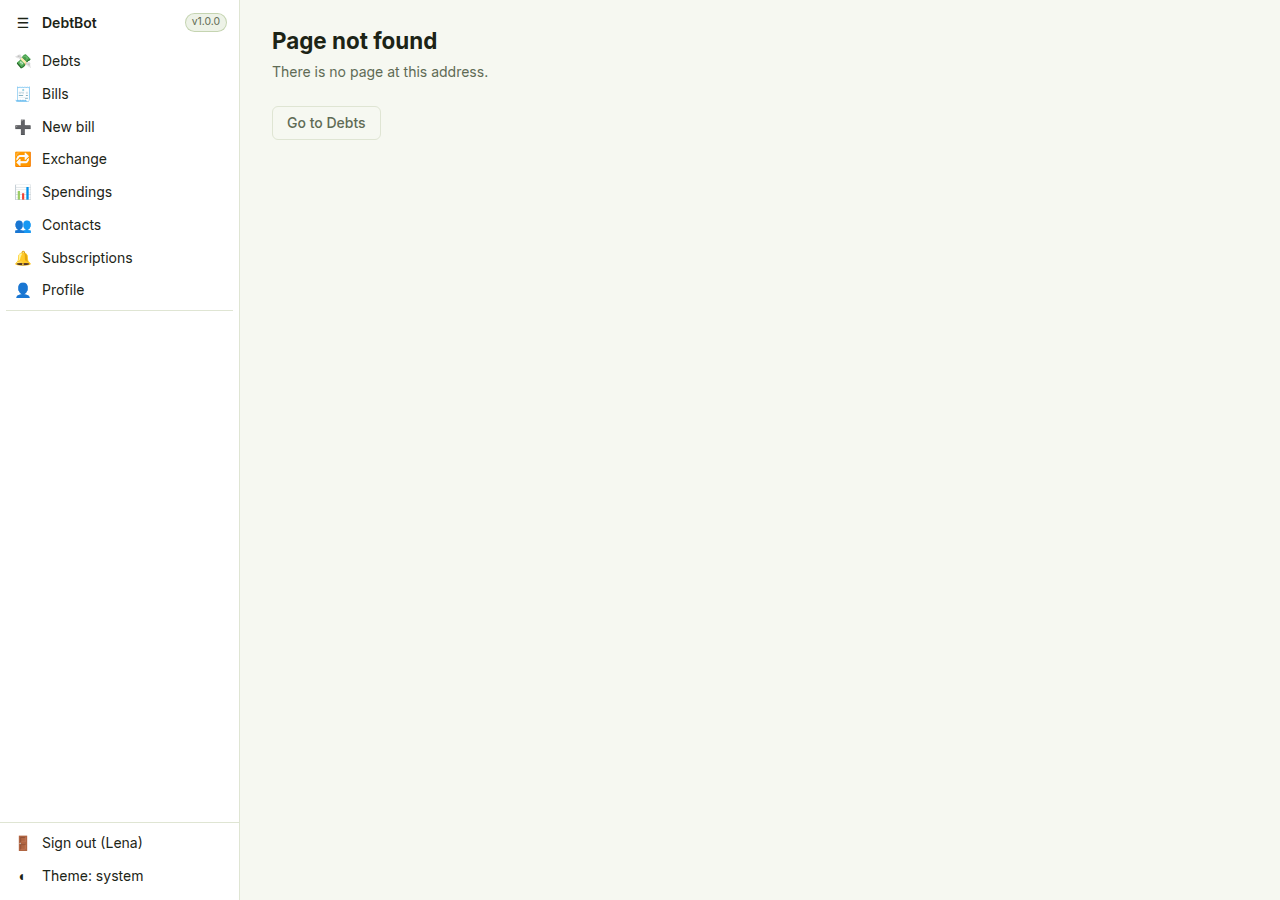 DebtBot
v1.0.0
Debts
Bills
New bill
Exchange
Spendings
Contacts
Subscriptions
Profile
Sign out (Lena)
Theme: system
Page not found
There is no page at this address.
Go to Debts